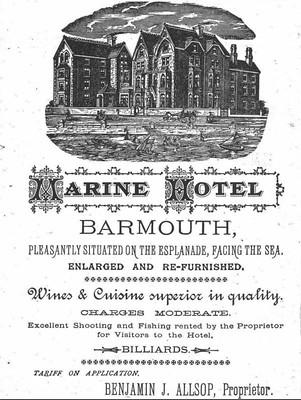 MARINE HOTEL
BARMOUTH,
PLEASANTLY SITUATED ON THE ESPLANADE, FACING THE SEA.
ENLARGED AND RE-FURNISHED.
Wines & Cuisine superior in quality.
CHARGES MODERATE.
Excellent Shooting and Fishing rented by the Proprietor
for Visitors to the Hotel.
BILLIARDS.
TARIFF ON APPLICATION.
BENJAMIN J. ALLSOP, Proprietor.